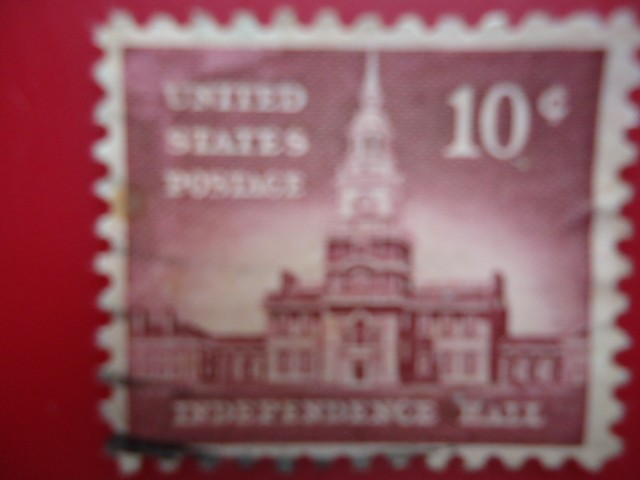 UNITED
STATES
POSTAGE
10¢
INDEPENDENCE HALL